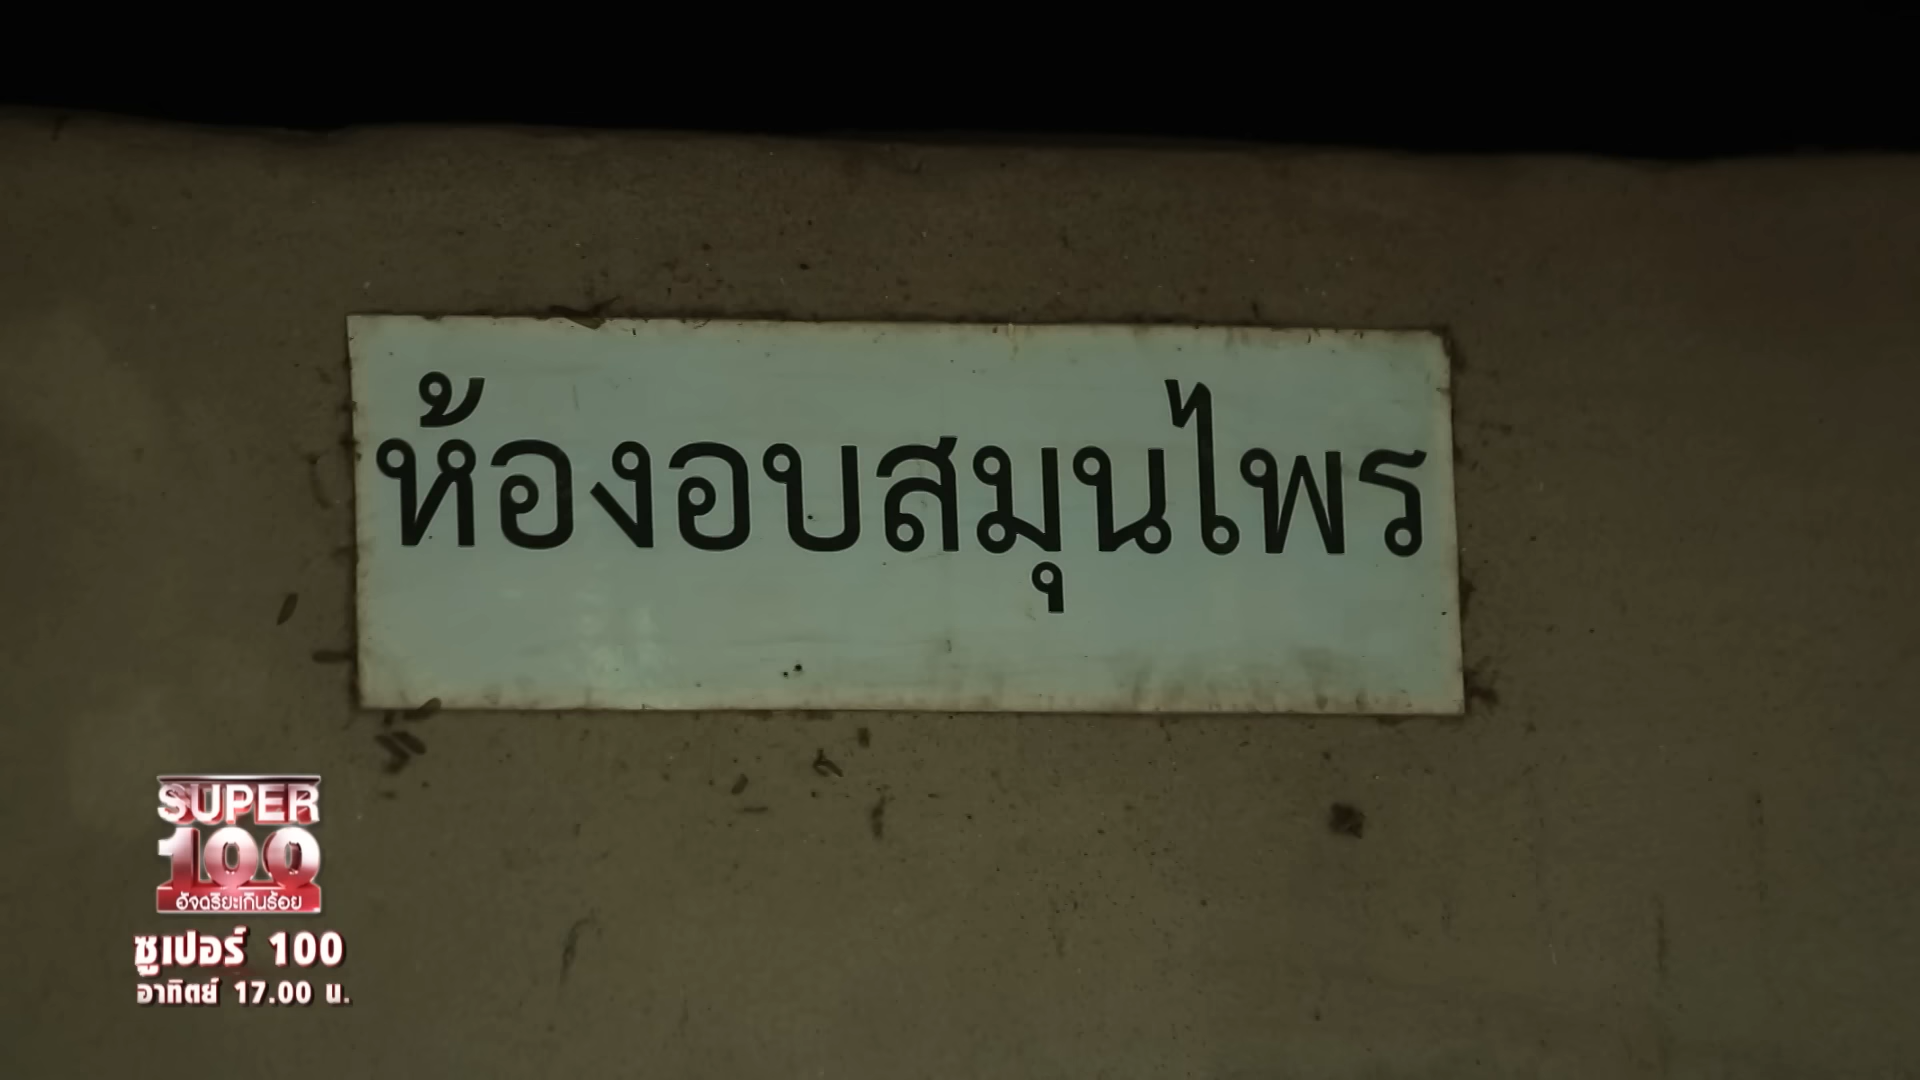 ห้องอบสมุนไพร
SUPER
100
อัจฉริยะเกินร้อย
ซูเปอร์ 100
อาทิตย์ 17.00 น.